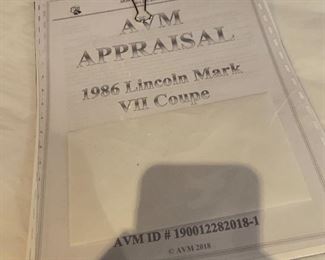 AVM
APPRAISAL
1986 Lincoln Mark
VII Coupe
AVM ID # 190012282018-1
© AVM 2018